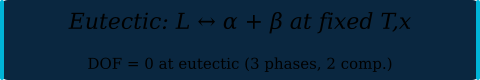 Eutectic: L ↔ α + β at fixed T,x
DOF = 0 at eutectic (3 phases, 2 comp.)